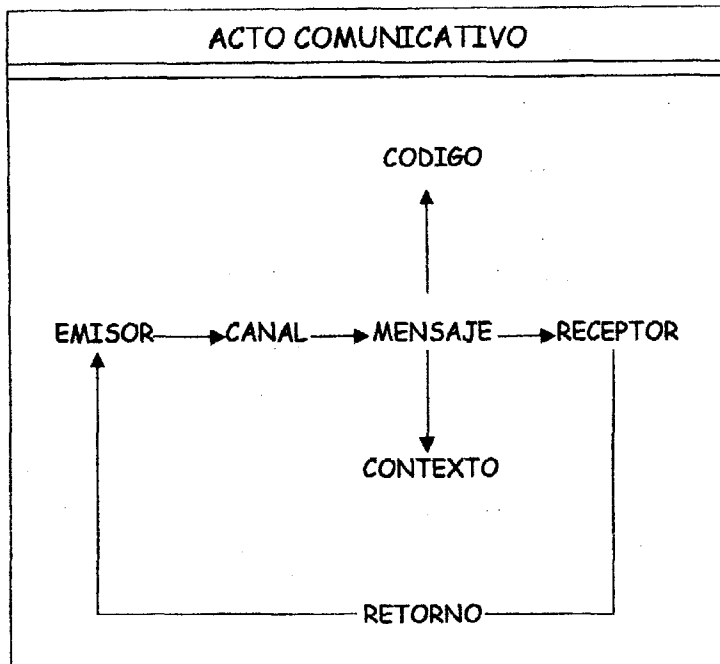 ACTO COMUNICATIVO
CODIGO
EMISOR CANAL MENSAJE RECEPTOR
CONTEXTO
RETORNO